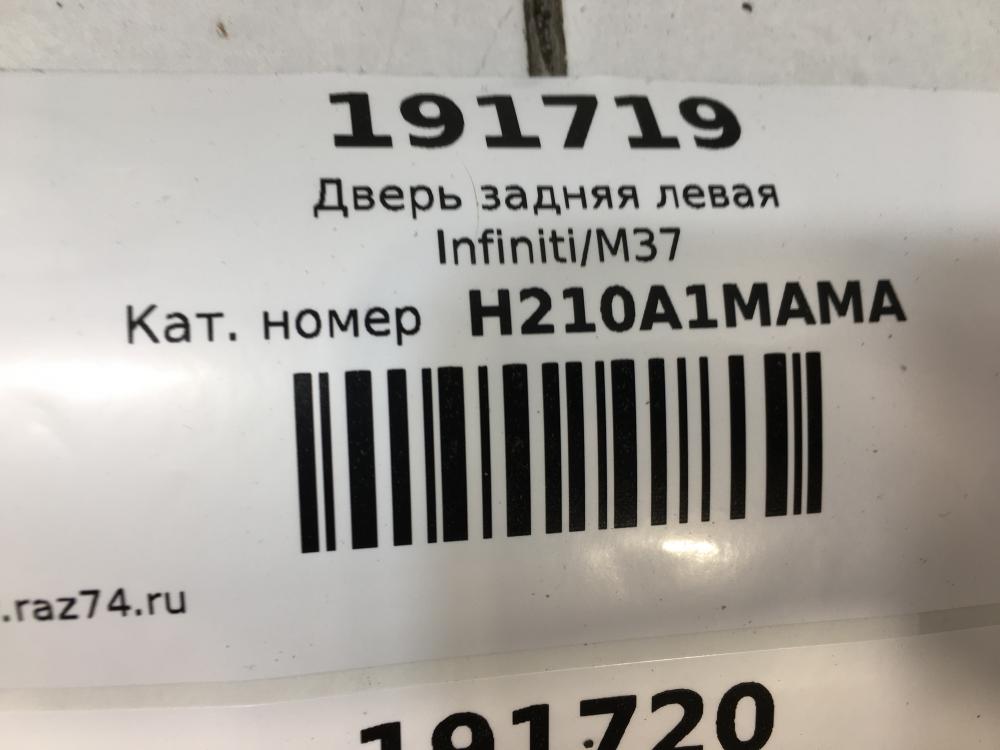 191719
Дверь задняя левая
Infiniti/M37
Кат. номер H210A1MAMA
.raz74.ru
191720